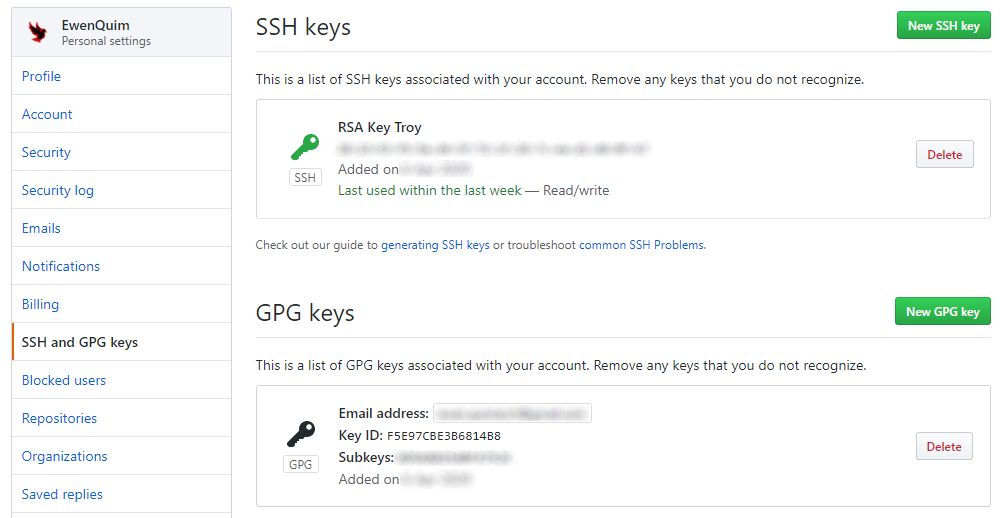 EwenQuim
Personal settings
Profile
Account
Security
Security log
Emails
Notifications
Billing
SSH and GPG keys
Blocked users
Repositories
Organizations
Saved replies
SSH keys
New SSH key
This is a list of SSH keys associated with your account. Remove any keys that you do not recognize.
SSH
RSA Key Troy
Added on
Last used within the last week — Read/write
Delete
Check out our guide to generating SSH keys or troubleshoot common SSH Problems.
GPG keys
New GPG key
This is a list of GPG keys associated with your account. Remove any keys that you do not recognize.
GPG
Email address:
Key ID: F5E97CBE3B6814B8
Subkeys:
Added on
Delete